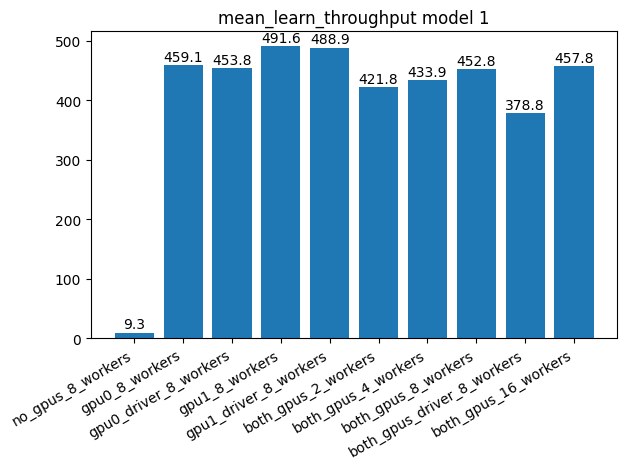 mean_learn_throughput model 1
500
400
300
200
100
0
9.3
459.1
453.8
491.6
488.9
421.8
433.9
452.8
378.8
457.8
no_gpus_8_workers
gpu0_8_workers
gpu0_driver_8_workers
gpu1_8_workers
gpu1_driver_8_workers
both_gpus_2_workers
both_gpus_4_workers
both_gpus_8_workers
both_gpus_driver_8_workers
both_gpus_16_workers